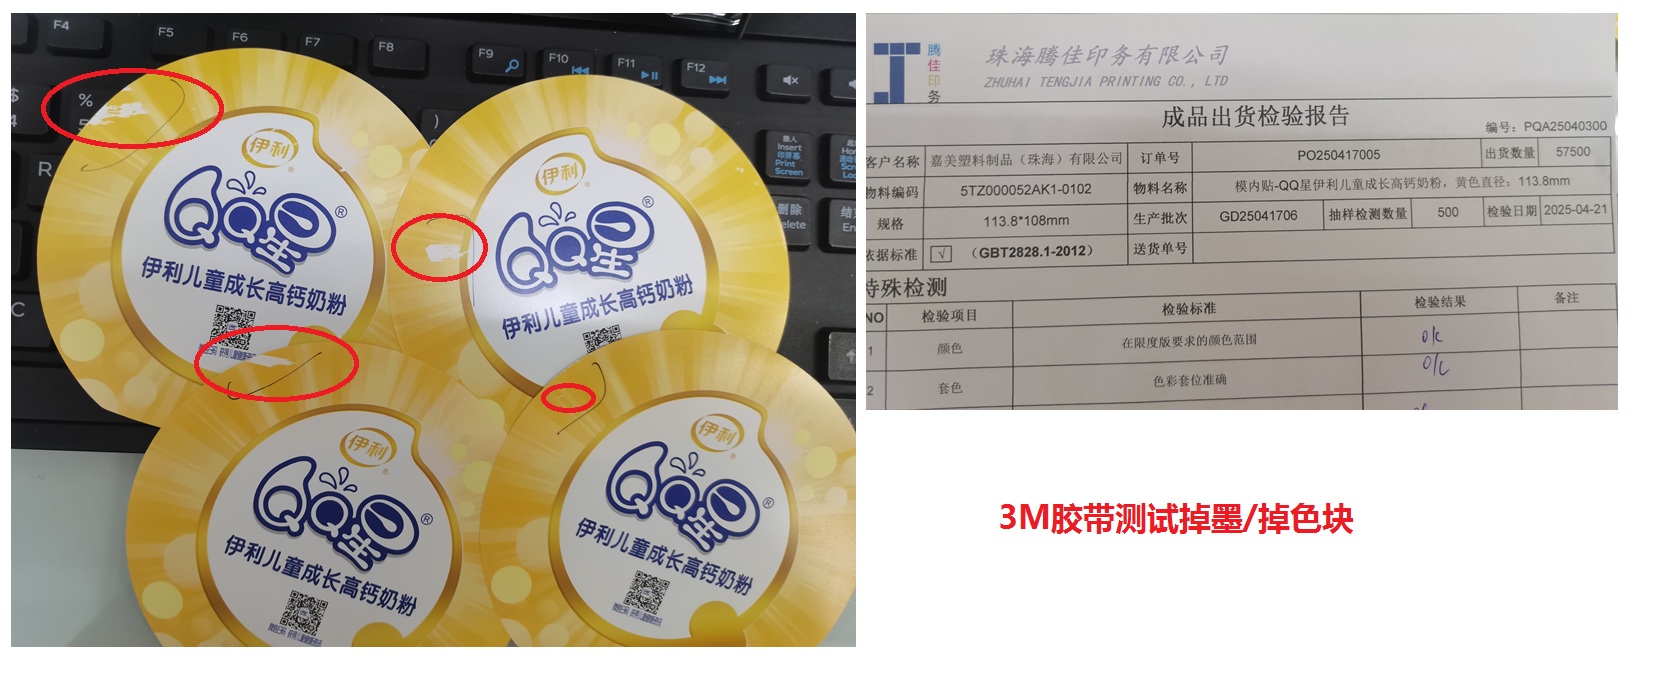 F4
F5
F6
F7
F8
F9
F10
F11
F12
$
4
%
5
)
R
C
插入
Insert
印屏幕
Print
Screen
删除
伊利
QQ星®
伊利儿童成长高钙奶粉
伊利
QQ星®
伊利儿童成长高钙奶粉
伊利
QQ星®
伊利儿童成长高钙奶粉
伊利
QQ星®
伊利儿童成长高钙奶粉
腾佳印务
珠海腾佳印务有限公司
ZHUHAI TENGJIA PRINTING CO., LTD
成品出货检验报告
编号: PQA25040300
客户名称 嘉美塑料制品（珠海）有限公司 订单号 PO250417005 出货数量 57500
物料编码 5TZ000052AK1-0102 物料名称 模内贴-QQ星伊利儿童成长高钙奶粉，黄色直径：113.8mm
规格 113.8*108mm 生产批次 GD25041706 抽样检测数量 500 检验日期 2025-04-21
依据标准 √ （GBT2828.1-2012） 送货单号
特殊检测
NO 检验项目 检验标准 检验结果 备注
1 颜色 在限度版要求的颜色范围 ok
2 套色 色彩套位准确 ok
3M胶带测试掉墨/掉色块